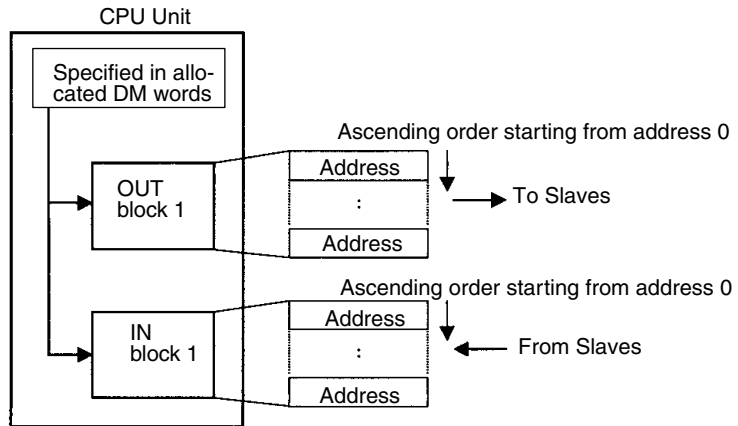 CPU Unit
Specified in allo-
cated DM words
Ascending order starting from address 0
Address
OUT
block 1
:
To Slaves
Address
Ascending order starting from address 0
Address
IN
block 1
:
From Slaves
Address